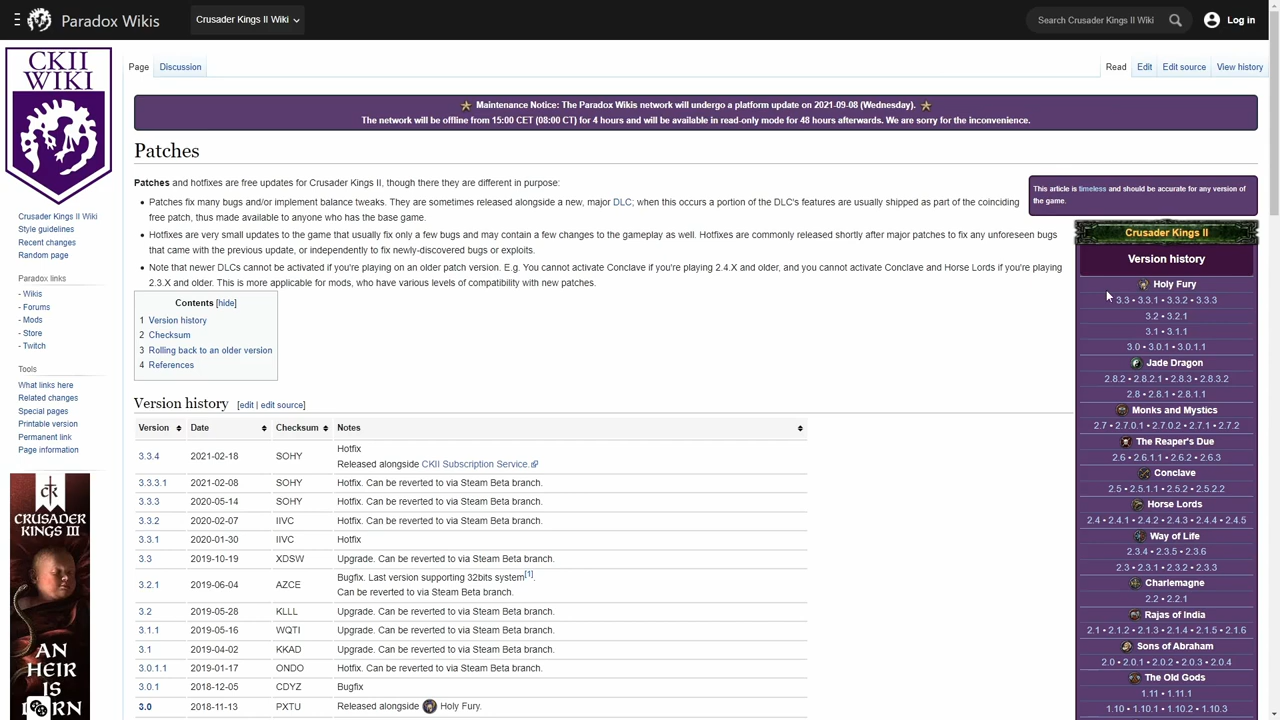 Paradox Wikis
Crusader Kings II Wiki
Search Crusader Kings II Wiki
Log in
CKII
WIKI
Page
Discussion
Read
Edit
Edit source
View history
Maintenance Notice: The Paradox Wikis network will undergo a platform update on 2021-09-08 (Wednesday).
The network will be offline from 15:00 CET (08:00 CT) for 4 hours and will be available in read-only mode for 48 hours afterwards. We are sorry for the inconvenience.
Patches
Patches and hotfixes are free updates for Crusader Kings II, though there they are different in purpose:
• Patches fix many bugs and/or implement balance tweaks. They are sometimes released alongside a new, major DLC; when this occurs a portion of the DLC's features are usually shipped as part of the coinciding
free patch, thus made available to anyone who has the base game.
• Hotfixes are very small updates to the game that usually fix only a few bugs and may contain a few changes to the gameplay as well. Hotfixes are commonly released shortly after major patches to fix any unforeseen bugs
that came with the previous update, or independently to fix newly-discovered bugs or exploits.
• Note that newer DLCs cannot be activated if you're playing on an older patch version. E.g. You cannot activate Conclave if you're playing 2.4.X and older, and you cannot activate Conclave and Horse Lords if you're playing
2.3.X and older. This is more applicable for mods, who have various levels of compatibility with new patches.
This article is timeless and should be accurate for any version of
the game.
Crusader Kings II Wiki
Style guidelines
Recent changes
Random page
Paradox links
- Wikis
- Forums
- Mods
- Store
- Twitch
Tools
What links here
Related changes
Special pages
Printable version
Permanent link
Page information
CRUSADER
KINGS III
AN
HEIR
IS
Contents [hide]
1 Version history
2 Checksum
3 Rolling back to an older version
4 References
Version history [edit | edit source]
Version Date Checksum Notes
3.3.4 2021-02-18 SOHY Hotfix
Released alongside CKII Subscription Service.
3.3.3.1 2021-02-08 SOHY Hotfix. Can be reverted to via Steam Beta branch.
3.3.3 2020-05-14 SOHY Hotfix. Can be reverted to via Steam Beta branch.
3.3.2 2020-02-07 IIVC Hotfix. Can be reverted to via Steam Beta branch.
3.3.1 2020-01-30 IIVC Hotfix
3.3 2019-10-19 XDSW Upgrade. Can be reverted to via Steam Beta branch.
3.2.1 2019-06-04 AZCE Bugfix. Last version supporting 32bits system[1].
Can be reverted to via Steam Beta branch.
3.2 2019-05-28 KLLL Upgrade. Can be reverted to via Steam Beta branch.
3.1.1 2019-05-16 WQTI Upgrade. Can be reverted to via Steam Beta branch.
3.1 2019-04-02 KKAD Upgrade. Can be reverted to via Steam Beta branch.
3.0.1.1 2019-01-17 ONDO Hotfix. Can be reverted to via Steam Beta branch.
3.0.1 2018-12-05 CDYZ Bugfix
3.0 2018-11-13 PXTU Released alongside Holy Fury.
Crusader Kings II
Version history
Holy Fury
3.3 • 3.3.1 • 3.3.2 • 3.3.3
3.2 • 3.2.1
3.1 • 3.1.1
3.0 • 3.0.1 • 3.0.1.1
Jade Dragon
2.8.2 • 2.8.2.1 • 2.8.3 • 2.8.3.2
2.8 • 2.8.1 • 2.8.1.1
Monks and Mystics
2.7 • 2.7.0.1 • 2.7.0.2 • 2.7.1 • 2.7.2
The Reaper's Due
2.6 • 2.6.1.1 • 2.6.2 • 2.6.3
Conclave
2.5 • 2.5.1.1 • 2.5.2 • 2.5.2.2
Horse Lords
2.4 • 2.4.1 • 2.4.2 • 2.4.3 • 2.4.4 • 2.4.5
Way of Life
2.3.4 • 2.3.5 • 2.3.6
2.3 • 2.3.1 • 2.3.2 • 2.3.3
Charlemagne
2.2 • 2.2.1
Rajas of India
2.1 • 2.1.2 • 2.1.3 • 2.1.4 • 2.1.5 • 2.1.6
Sons of Abraham
2.0 • 2.0.1 • 2.0.2 • 2.0.3 • 2.0.4
The Old Gods
1.11 • 1.11.1
1.10 • 1.10.1 • 1.10.2 • 1.10.3